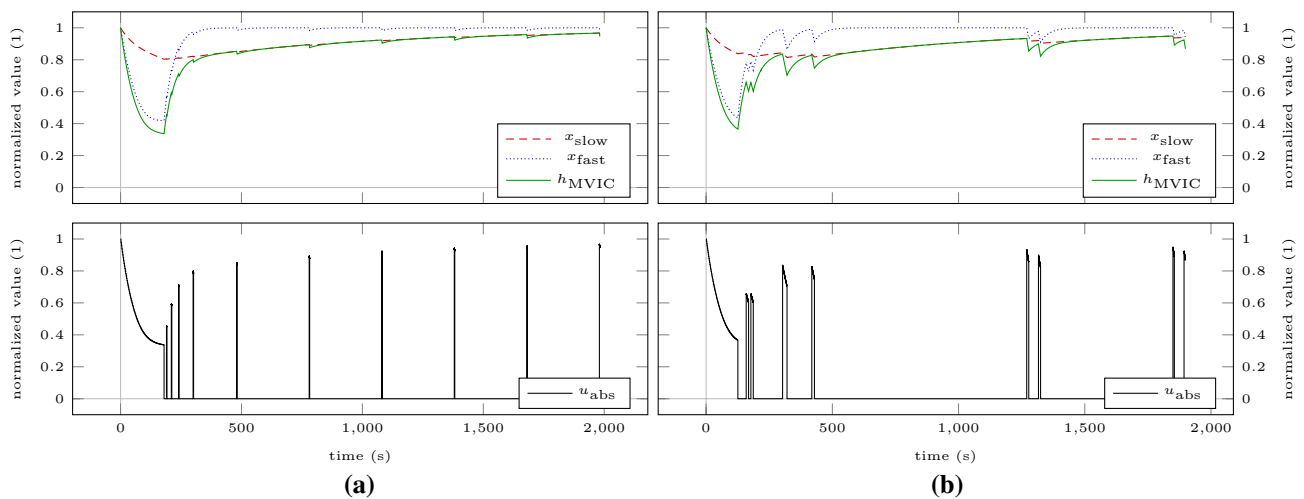 normalized value (1)
1
0.8
0.6
0.4
0.2
0
x_slow
x_fast
h_MVIC
x_slow
x_fast
h_MVIC
1
0.8
0.6
0.4
0.2
0
normalized value (1)
normalized value (1)
1
0.8
0.6
0.4
0.2
0
u_abs
u_abs
1
0.8
0.6
0.4
0.2
0
normalized value (1)
0 500 1,000 1,500 2,000
0 500 1,000 1,500 2,000
time (s)
time (s)
(a)
(b)